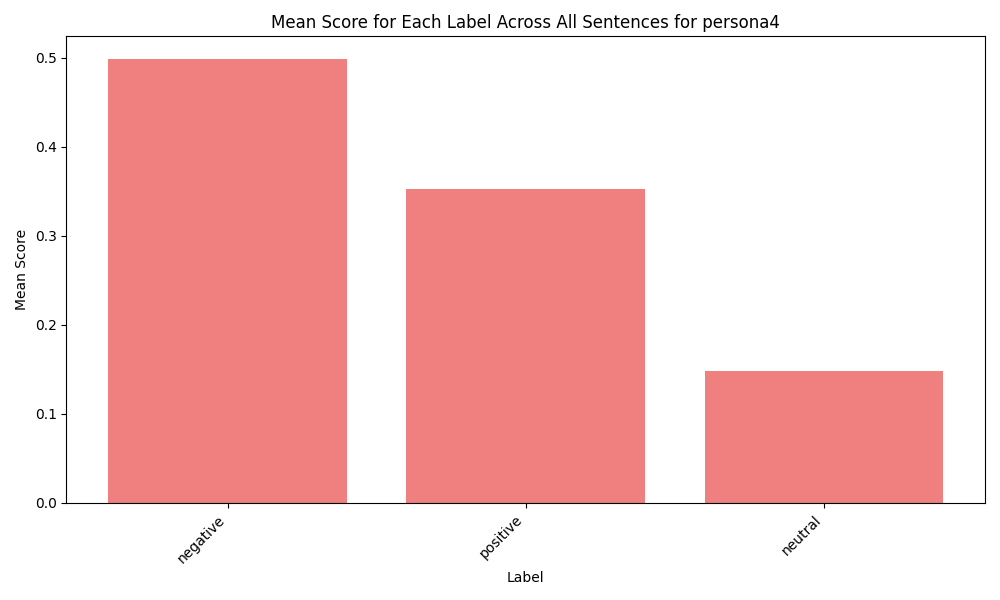 Mean Score for Each Label Across All Sentences for persona4
Mean Score
0.5
0.4
0.3
0.2
0.1
0.0
negative
positive
neutral
Label